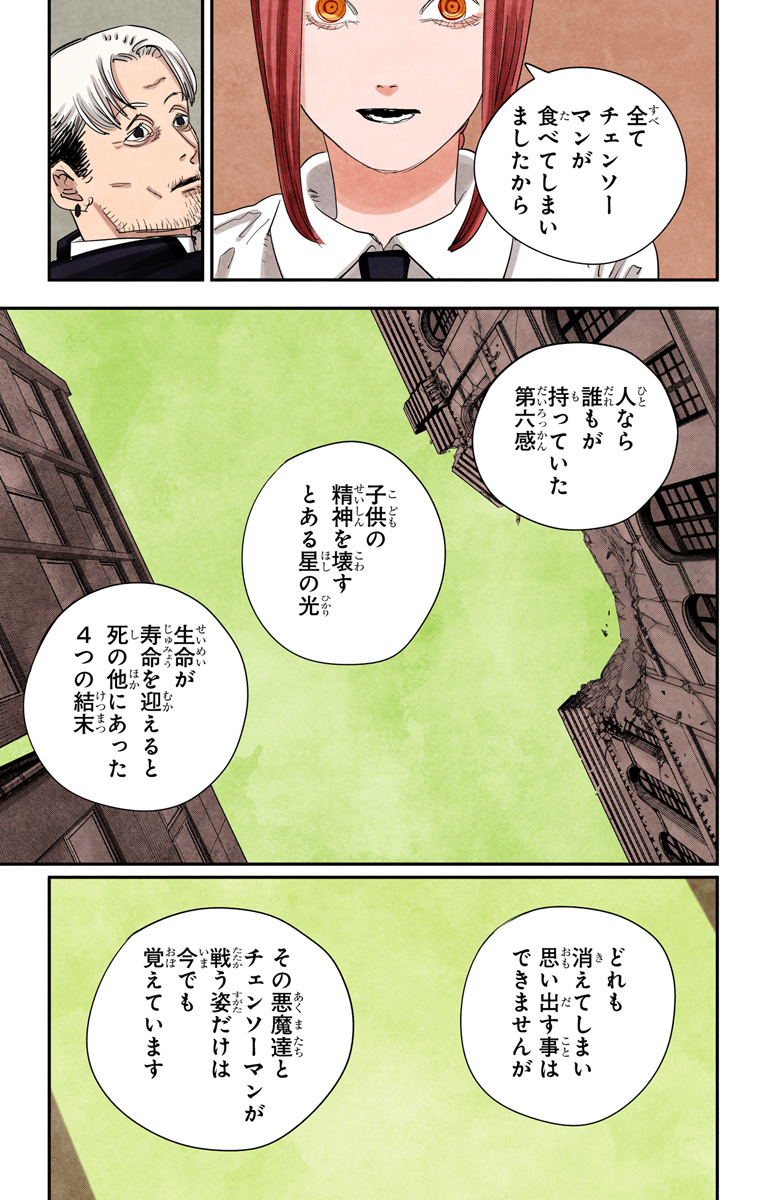 全て
チェンソー
マンが
食べてしまい
ましたから
人なら
誰もが
持っていた
第六感
子供の
精神を壊す
とある星の光
生命が
寿命を迎えると
死の他にあった
4つの結末
どれも
消えてしまい
思い出す事は
できませんが
その悪魔達と
チェンソーマンが
戦う姿だけは
今でも
覚えています